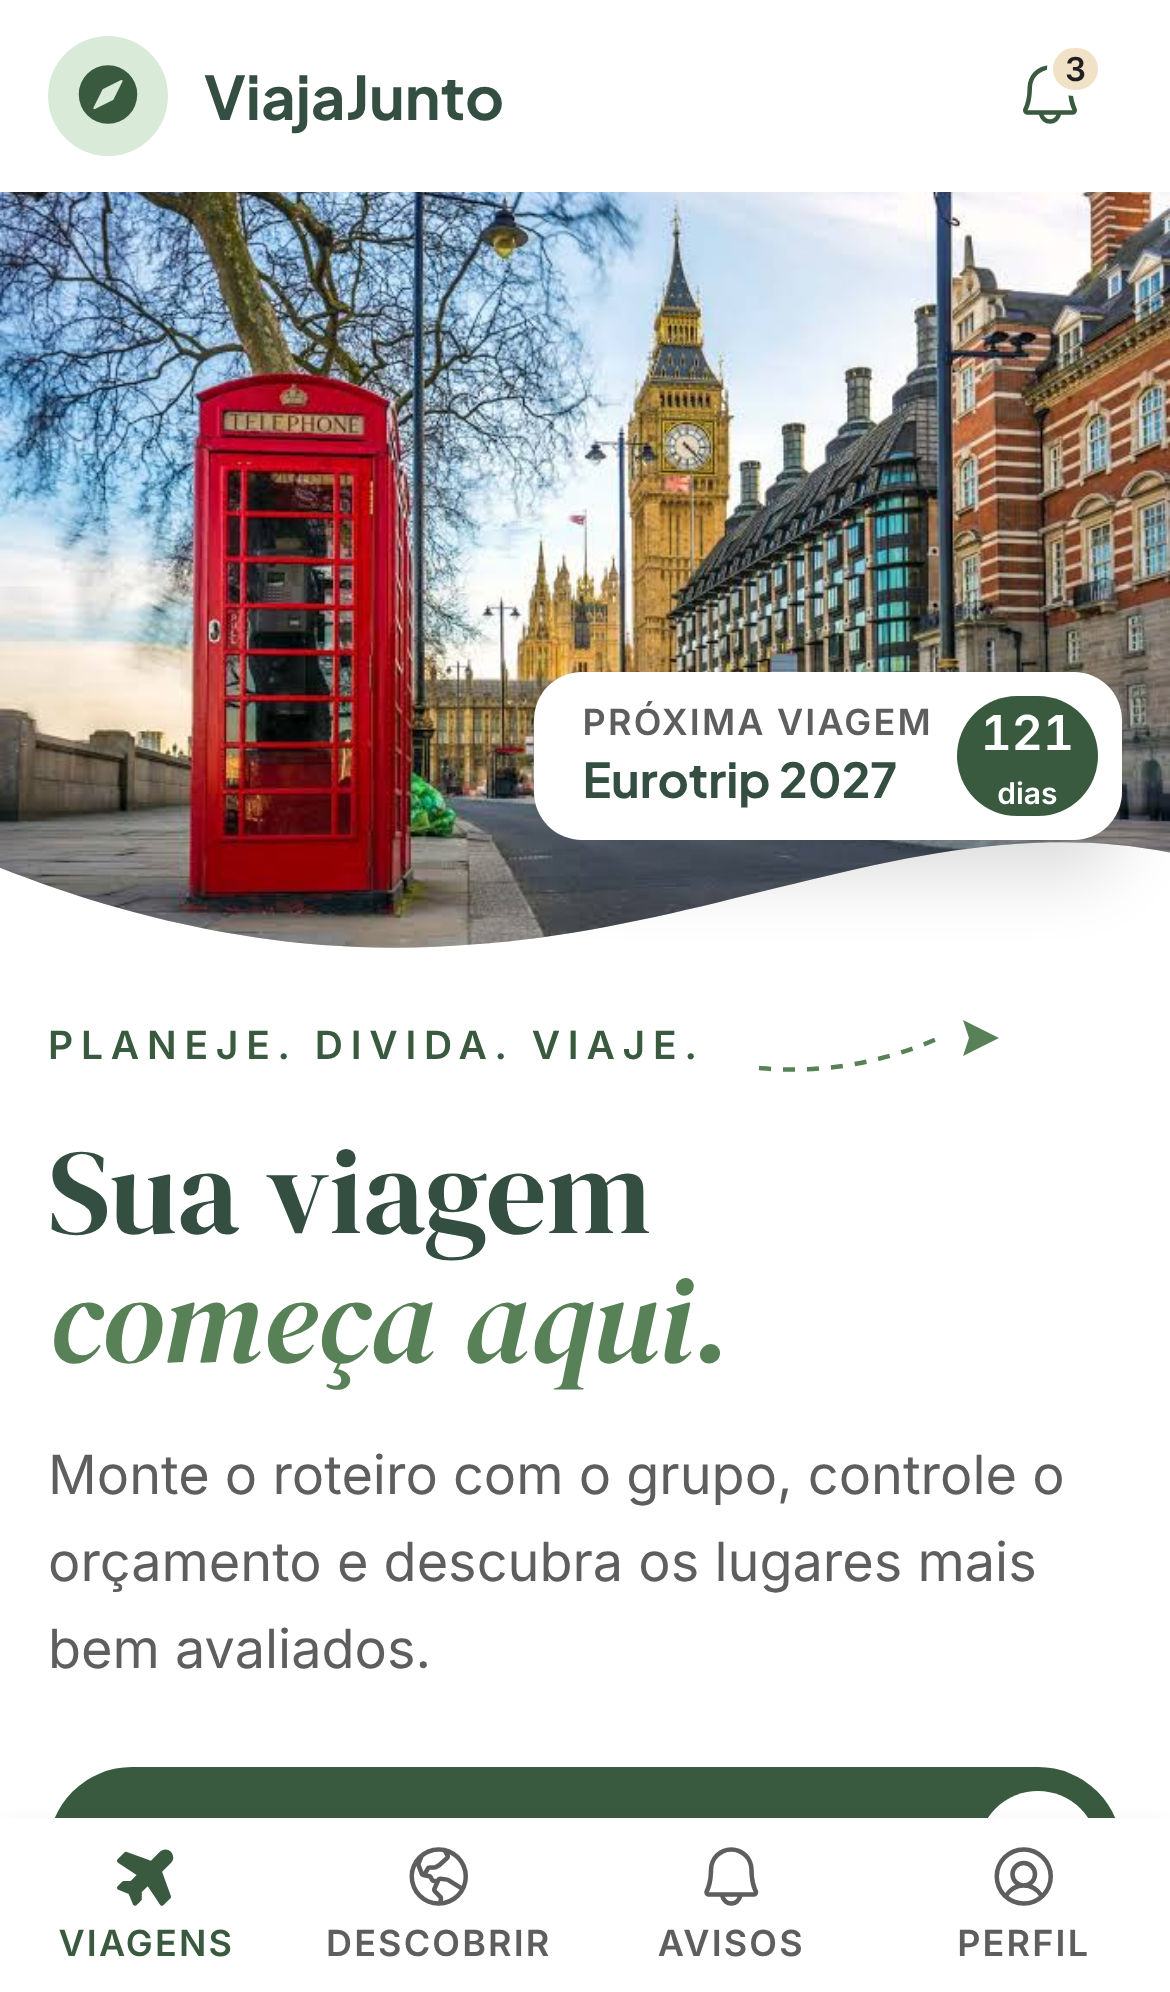 ViajaJunto
3
TELEPHONE
PRÓXIMA VIAGEM
Eurotrip 2027
121
dias
PLANEJE. DIVIDA. VIAJE.
Sua viagem
começa aqui.
Monte o roteiro com o grupo, controle o
orçamento e descubra os lugares mais
bem avaliados.
VIAGENS
DESCOBRIR
AVISOS
PERFIL